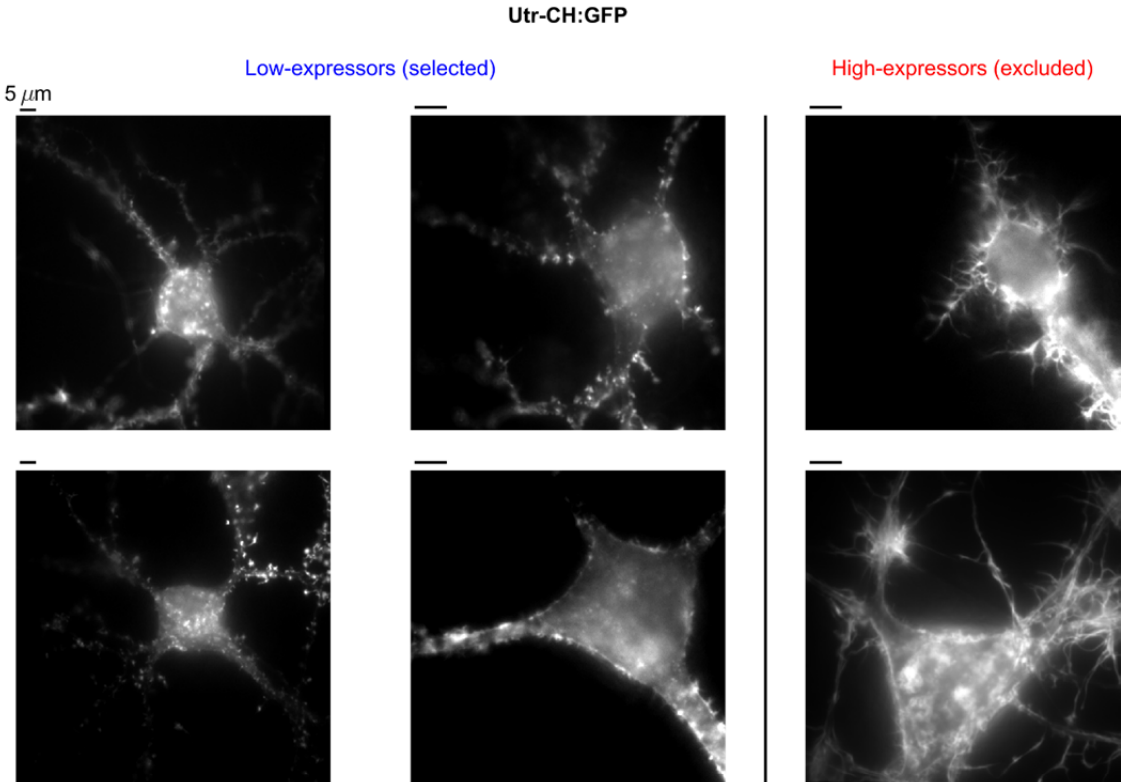 Utr-CH:GFP
Low-expressors (selected)
High-expressors (excluded)
5 μm